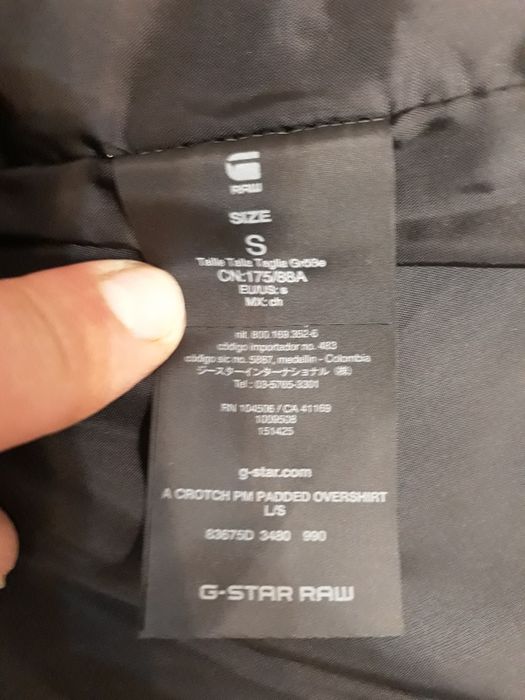 RAW
SIZE
S
Taille Talla Taglia Größe
CN:175/88A
EU/US: s
MX: ch
nit. 800.169.352-6
código importador no. 483
código sic no. 5887, medellin - Colombia
ジースターインターナショナル (株)
Tel : 03-5765-3301
RN 104506 / CA 41169
1009508
151425
g-star.com
A CROTCH PM PADDED OVERSHIRT
L/S
83675D 3480 990
G-STAR RAW